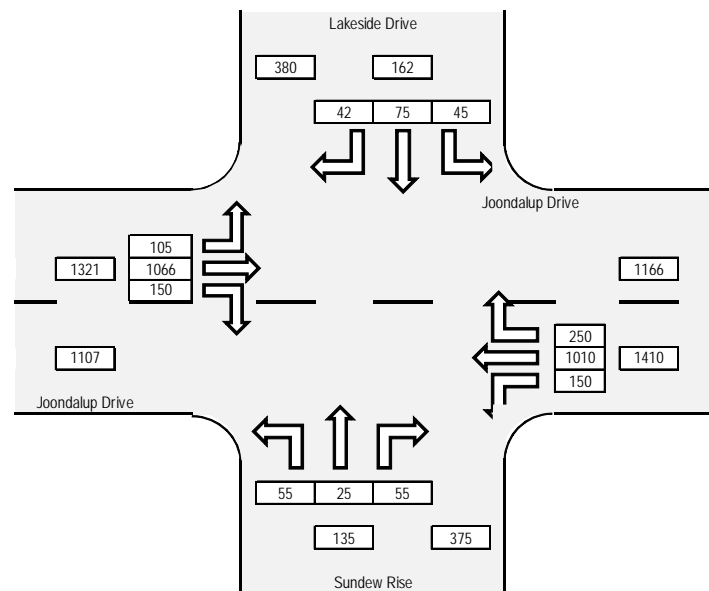 Lakeside Drive
380 162
42 75 45
Joondalup Drive
105
1321 1066 1166
150
250
1107 1010 1410
150
Joondalup Drive
55 25 55
135 375
Sundew Rise